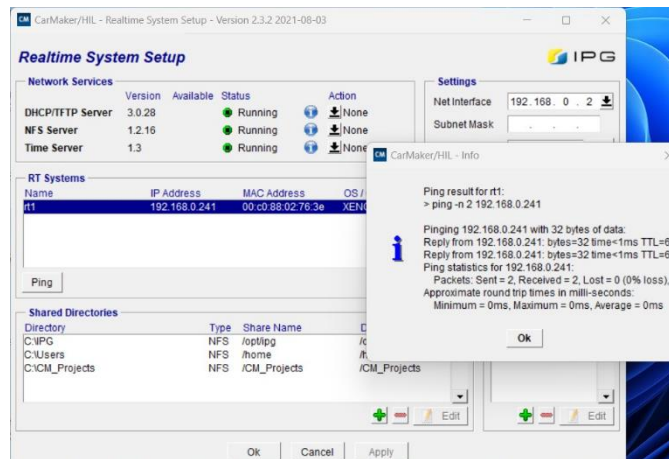 CM CarMaker/HIL - Realtime System Setup - Version 2.3.2 2021-08-03
Realtime System Setup
IPG
Network Services
Version Available Status Action
DHCP/TFTP Server 3.0.28 Running None
NFS Server 1.2.16 Running None
Time Server 1.3 Running None
Settings
Net Interface 192.168. 0 . 2
Subnet Mask . . .
RT Systems
Name IP Address MAC Address OS /
rt1 192.168.0.241 00:c0:88:02:76:3e XENO
Ping
CM CarMaker/HIL - Info
Ping result for rt1:
> ping -n 2 192.168.0.241
Pinging 192.168.0.241 with 32 bytes of data:
Reply from 192.168.0.241: bytes=32 time<1ms TTL=6
Reply from 192.168.0.241: bytes=32 time<1ms TTL=6
Ping statistics for 192.168.0.241:
Packets: Sent = 2, Received = 2, Lost = 0 (0% loss),
Approximate round trip times in milli-seconds:
Minimum = 0ms, Maximum = 0ms, Average = 0ms
Ok
Shared Directories
Directory Type Share Name
C:\IPG NFS /opt/ipg
C:\Users NFS /home
C:\CM_Projects NFS /CM_Projects /CM_Projects
Edit
Edit
Ok Cancel Apply